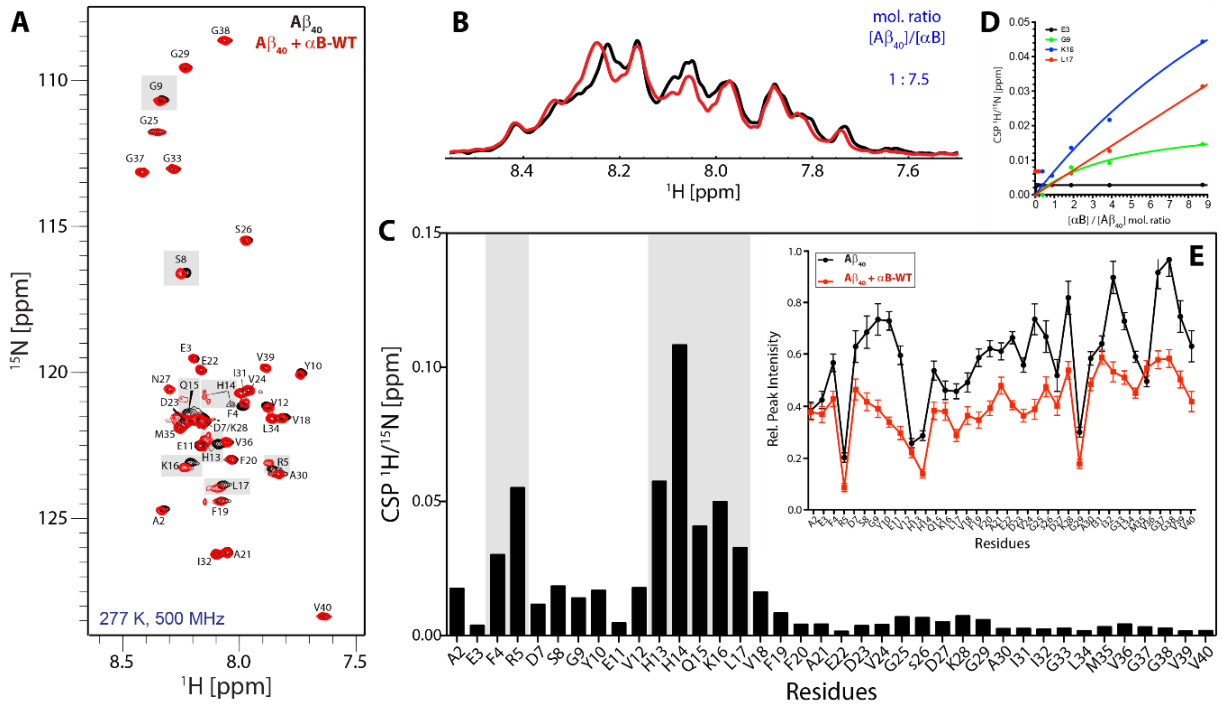 A
Aβ40
Aβ40 + αB-WT
G38
G29
G9
G25
G37
G33
S26
S8
E3
E22
V39
Y10
N27
Q15
H14
I31
V24
D23
F4
V12
M35
D7/K28
L34
V18
E11
H13
V36
F20
R5
K16
A30
L17
A2
F19
I32
A21
V40
277 K, 500 MHz
110
115
120
125
15N [ppm]
8.5
8.0
7.5
1H [ppm]
B
mol. ratio
[Aβ40]/[αB]
1 : 7.5
8.4
8.2
8.0
7.8
7.6
1H [ppm]
D
E3
G9
K16
L17
0.05
0.04
0.03
0.02
0.01
0.00
CSP 1H/15N [ppm]
0 1 2 3 4 5 6 7 8 9
[αB] / [Aβ40] mol. ratio
C
0.15
0.10
0.05
0.00
CSP 1H/15N [ppm]
A2 E3 F4 R5 D7 S8 G9 Y10 E11 V12 H13 H14 Q15 K16 L17 V18 F19 F20 A21 E22 D23 V24 G25 S26 D27 K28 G29 A30 I31 I32 G33 L34 M35 V36 G37 G38 V39 V40
Residues
E
Aβ40
Aβ40 + αB-WT
1.0
0.8
0.6
0.4
0.2
0.0
Rel. Peak Intenisity
Residues